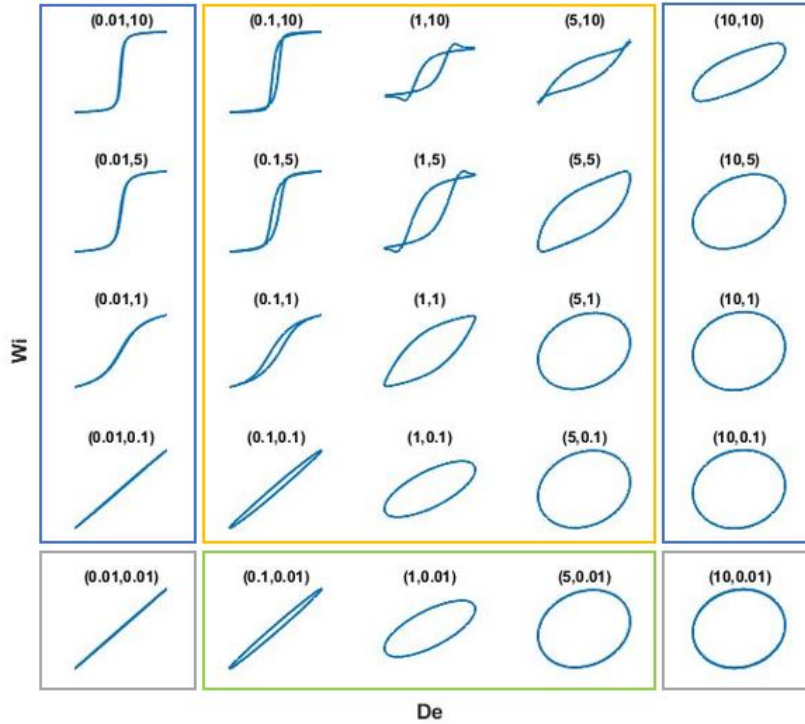 (0.01,10) (0.1,10) (1,10) (5,10) (10,10)
(0.01,5) (0.1,5) (1,5) (5,5) (10,5)
(0.01,1) (0.1,1) (1,1) (5,1) (10,1)
Wi
(0.01,0.1) (0.1,0.1) (1,0.1) (5,0.1) (10,0.1)
(0.01,0.01) (0.1,0.01) (1,0.01) (5,0.01) (10,0.01)
De